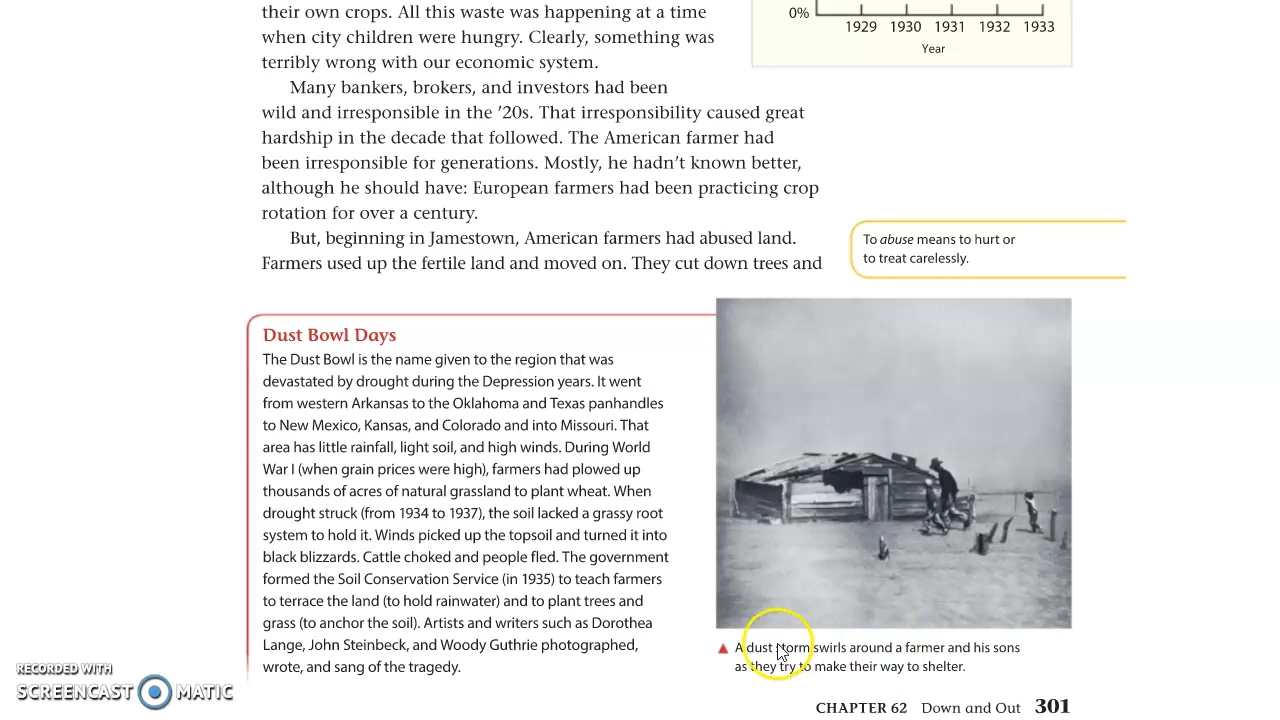 their own crops. All this waste was happening at a time
when city children were hungry. Clearly, something was
terribly wrong with our economic system.
Many bankers, brokers, and investors had been
wild and irresponsible in the ’20s. That irresponsibility caused great
hardship in the decade that followed. The American farmer had
been irresponsible for generations. Mostly, he hadn’t known better,
although he should have: European farmers had been practicing crop
rotation for over a century.
But, beginning in Jamestown, American farmers had abused land.
Farmers used up the fertile land and moved on. They cut down trees and
0%
1929 1930 1931 1932 1933
Year
To abuse means to hurt or
to treat carelessly.
Dust Bowl Days
The Dust Bowl is the name given to the region that was
devastated by drought during the Depression years. It went
from western Arkansas to the Oklahoma and Texas panhandles
to New Mexico, Kansas, and Colorado and into Missouri. That
area has little rainfall, light soil, and high winds. During World
War I (when grain prices were high), farmers had plowed up
thousands of acres of natural grassland to plant wheat. When
drought struck (from 1934 to 1937), the soil lacked a grassy root
system to hold it. Winds picked up the topsoil and turned it into
black blizzards. Cattle choked and people fled. The government
formed the Soil Conservation Service (in 1935) to teach farmers
to terrace the land (to hold rainwater) and to plant trees and
grass (to anchor the soil). Artists and writers such as Dorothea
Lange, John Steinbeck, and Woody Guthrie photographed,
wrote, and sang of the tragedy.
A dust storm swirls around a farmer and his sons
as they try to make their way to shelter.
CHAPTER 62 Down and Out 301
RECORDED WITH
SCREENCAST MATIC